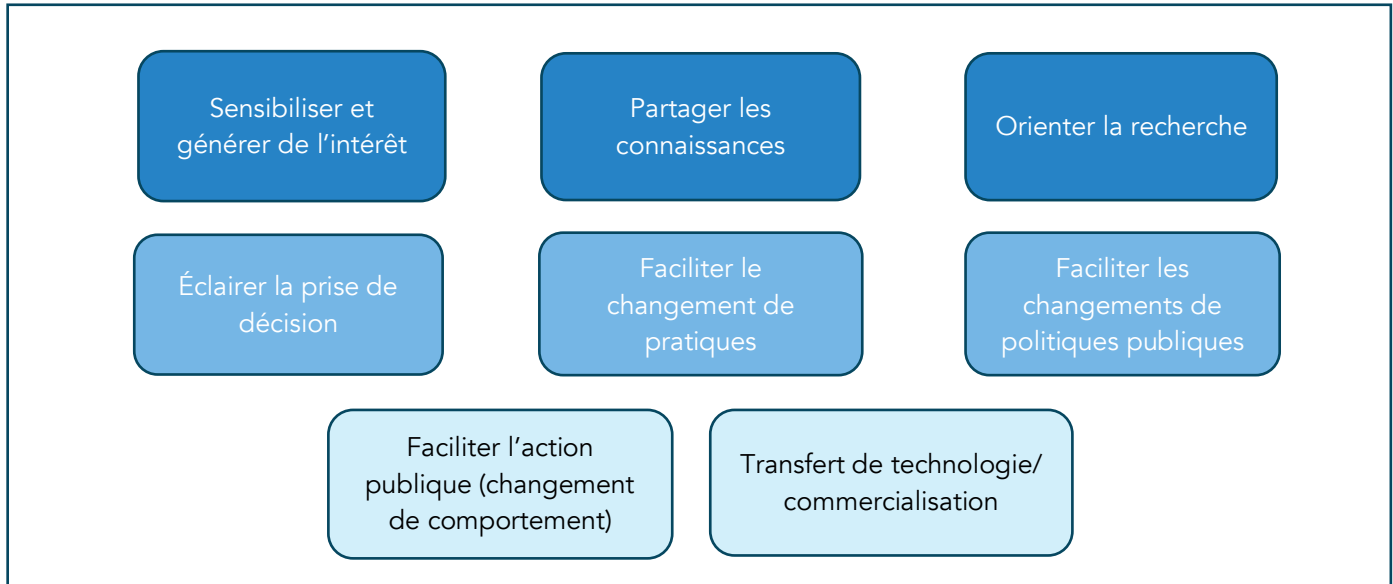 Sensibiliser et
générer de l’intérêt
Partager les
connaissances
Orienter la recherche
Éclairer la prise de
décision
Faciliter le
changement de
pratiques
Faciliter les
changements de
politiques publiques
Faciliter l’action
publique (changement
de comportement)
Transfert de technologie/
commercialisation